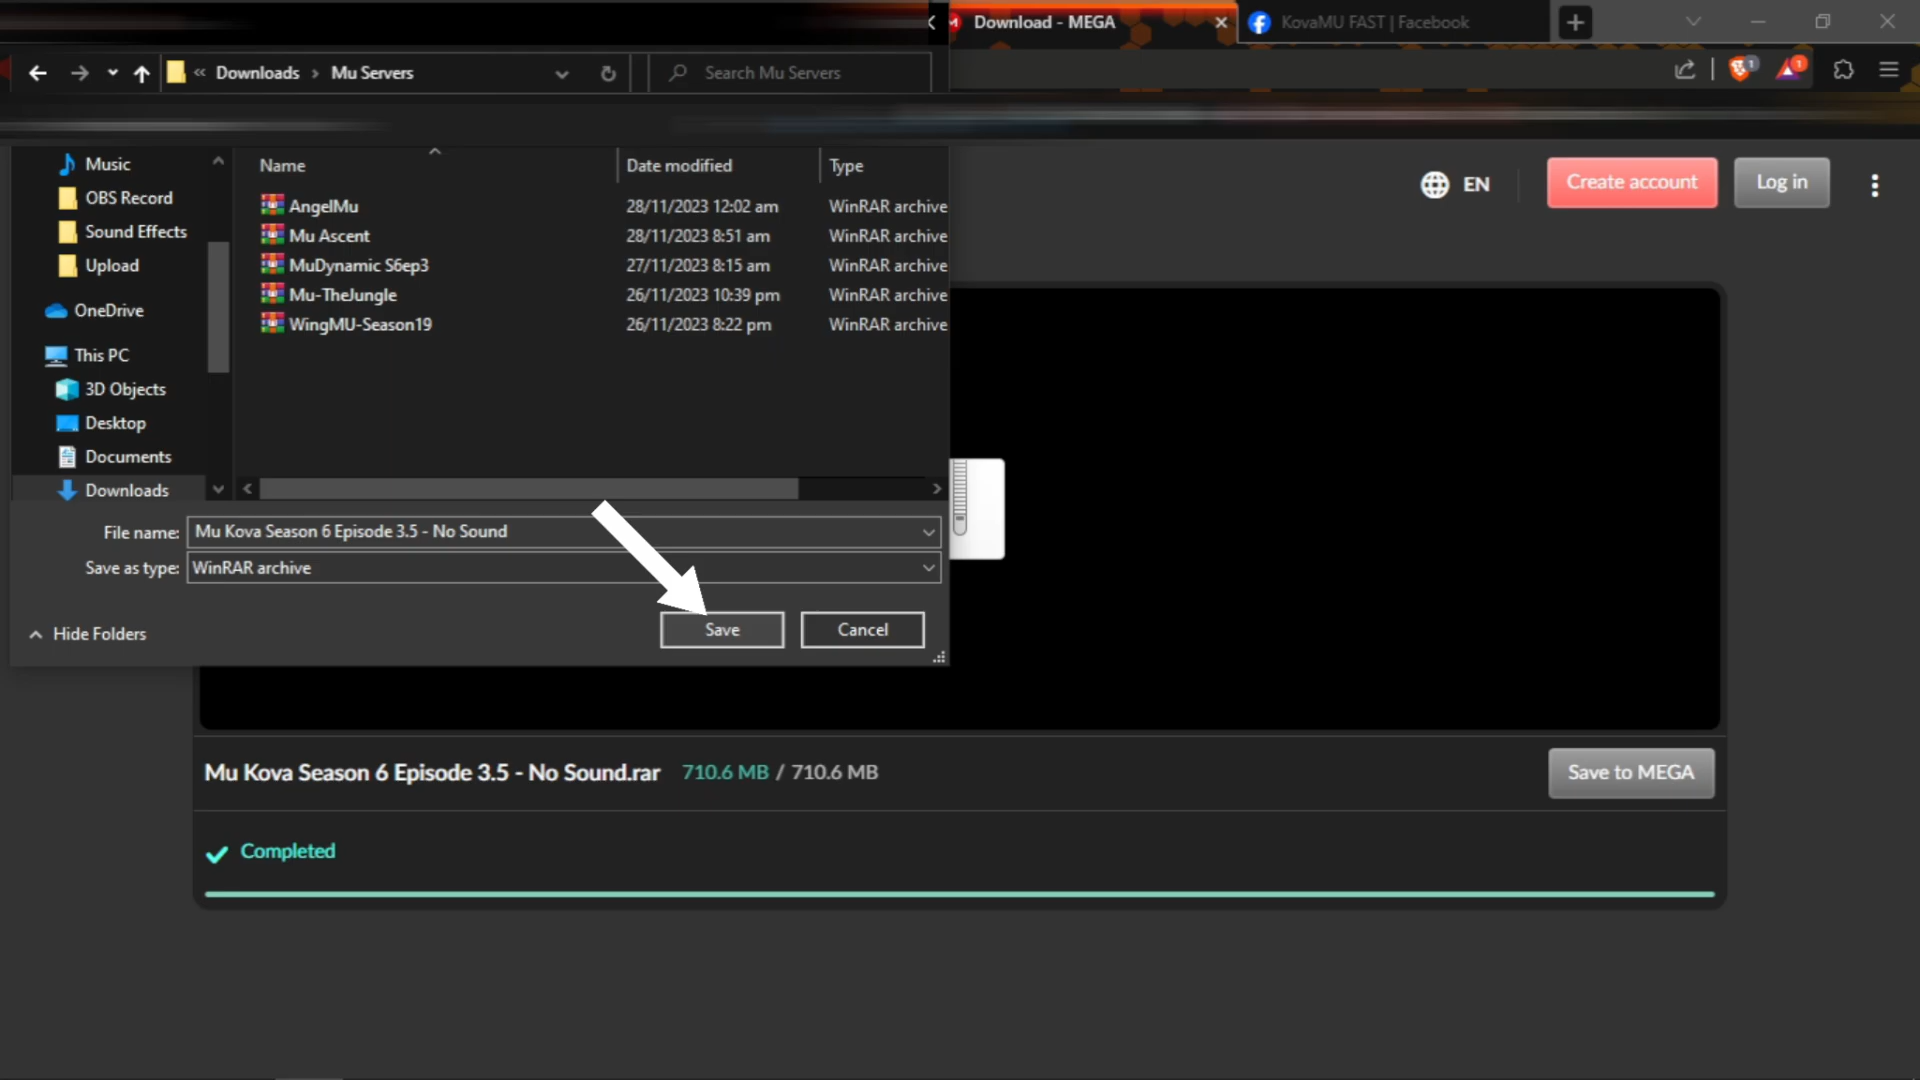 Download - MEGA
KovaMU FAST | Facebook
« Downloads › Mu Servers
Search Mu Servers
1
1
Music
OBS Record
Sound Effects
Upload
OneDrive
This PC
3D Objects
Desktop
Documents
Downloads
Name Date modified Type
AngelMu 28/11/2023 12:02 am WinRAR archive
Mu Ascent 28/11/2023 8:51 am WinRAR archive
MuDynamic S6ep3 27/11/2023 8:15 am WinRAR archive
Mu-TheJungle 26/11/2023 10:39 pm WinRAR archive
WingMU-Season19 26/11/2023 8:22 pm WinRAR archive
EN
Create account
Log in
File name: Mu Kova Season 6 Episode 3.5 - No Sound
Save as type: WinRAR archive
Hide Folders
Save
Cancel
Mu Kova Season 6 Episode 3.5 - No Sound.rar 710.6 MB / 710.6 MB
Save to MEGA
Completed